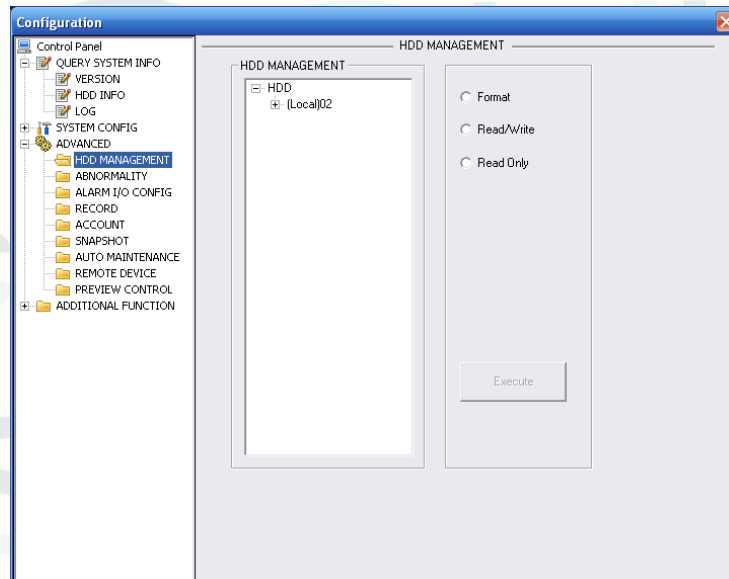 Configuration
Control Panel
QUERY SYSTEM INFO
VERSION
HDD INFO
LOG
SYSTEM CONFIG
ADVANCED
HDD MANAGEMENT
ABNORMALITY
ALARM I/O CONFIG
RECORD
ACCOUNT
SNAPSHOT
AUTO MAINTENANCE
REMOTE DEVICE
PREVIEW CONTROL
ADDITIONAL FUNCTION
HDD MANAGEMENT
HDD MANAGEMENT
HDD
(Local)02
Format
Read/Write
Read Only
Execute